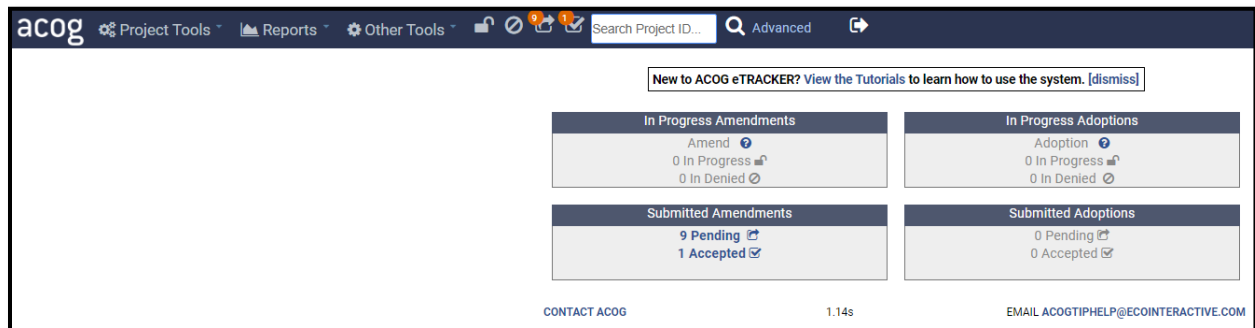 acog Project Tools Reports Other Tools 9 1 Search Project ID... Advanced
New to ACOG eTRACKER? View the Tutorials to learn how to use the system. [dismiss]
In Progress Amendments
Amend
0 In Progress
0 In Denied
In Progress Adoptions
Adoption
0 In Progress
0 In Denied
Submitted Amendments
9 Pending
1 Accepted
Submitted Adoptions
0 Pending
0 Accepted
CONTACT ACOG 1.14s EMAIL ACOGTIPHELP@ECOINTERACTIVE.COM